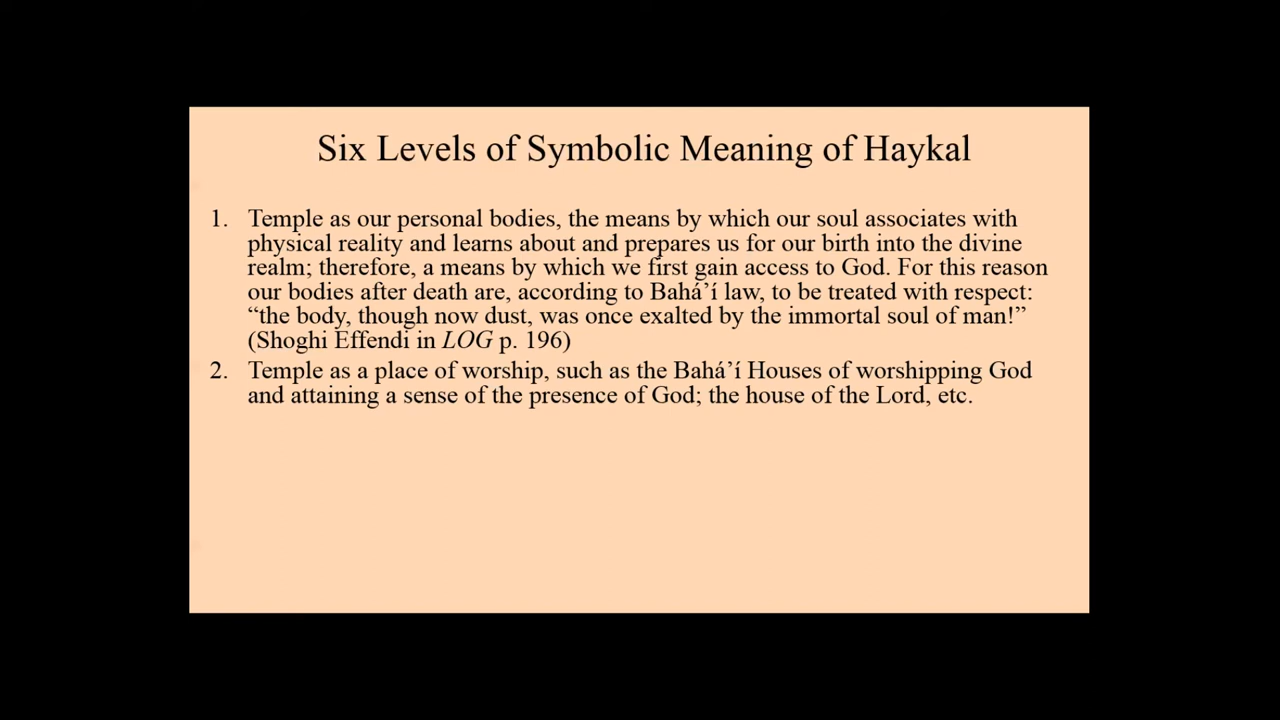 Six Levels of Symbolic Meaning of Haykal
1. Temple as our personal bodies, the means by which our soul associates with
physical reality and learns about and prepares us for our birth into the divine
realm; therefore, a means by which we first gain access to God. For this reason
our bodies after death are, according to Bahá’í law, to be treated with respect:
“the body, though now dust, was once exalted by the immortal soul of man!”
(Shoghi Effendi in LOG p. 196)
2. Temple as a place of worship, such as the Bahá’í Houses of worshipping God
and attaining a sense of the presence of God; the house of the Lord, etc.